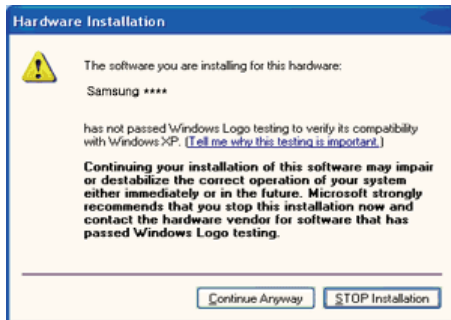 Hardware Installation
The software you are installing for this hardware:
Samsung ****
has not passed Windows Logo testing to verify its compatibility
with Windows XP. (Tell me why this testing is important.)
Continuing your installation of this software may impair
or destabilize the correct operation of your system
either immediately or in the future. Microsoft strongly
recommends that you stop this installation now and
contact the hardware vendor for software that has
passed Windows Logo testing.
Continue Anyway
STOP Installation